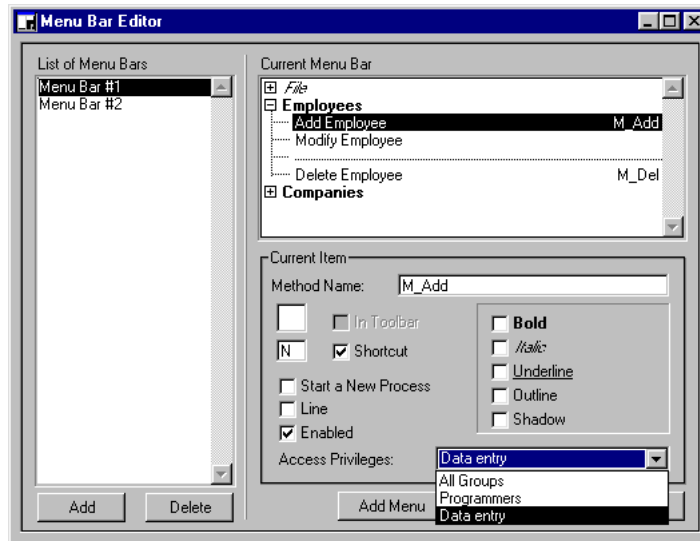 Menu Bar Editor
List of Menu Bars
Menu Bar #1
Menu Bar #2
Add
Delete
Current Menu Bar
File
Employees
Add Employee M_Add
Modify Employee
Delete Employee M_Del
Companies
Current Item
Method Name: M_Add
In Toolbar
N Shortcut
Start a New Process
Line
Enabled
Bold
Italic
Underline
Outline
Shadow
Access Privileges: Data entry
All Groups
Programmers
Data entry
Add Menu